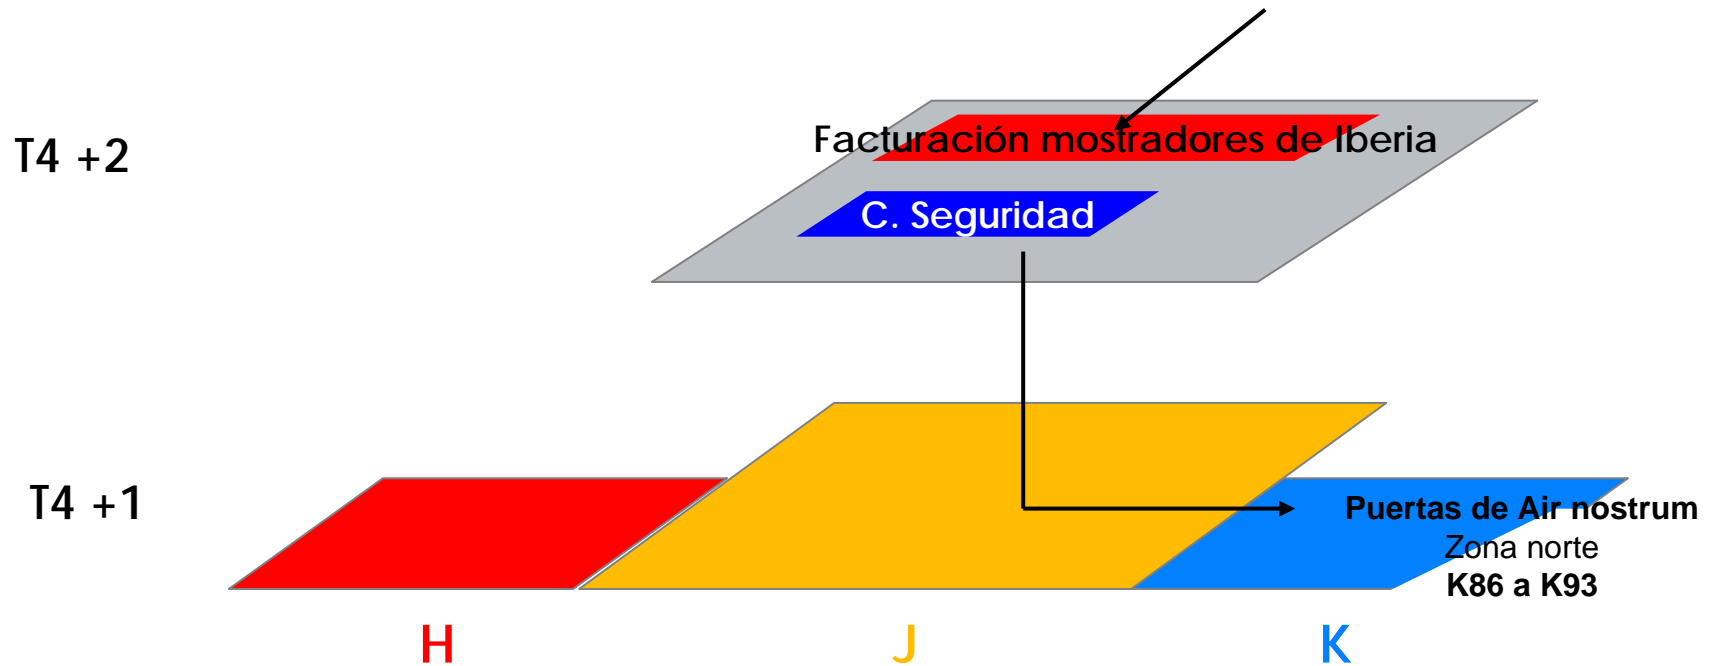 T4 +2
Facturación mostradores de Iberia
C. Seguridad
T4 +1
Puertas de Air nostrum
Zona norte
K86 a K93
H
J
K